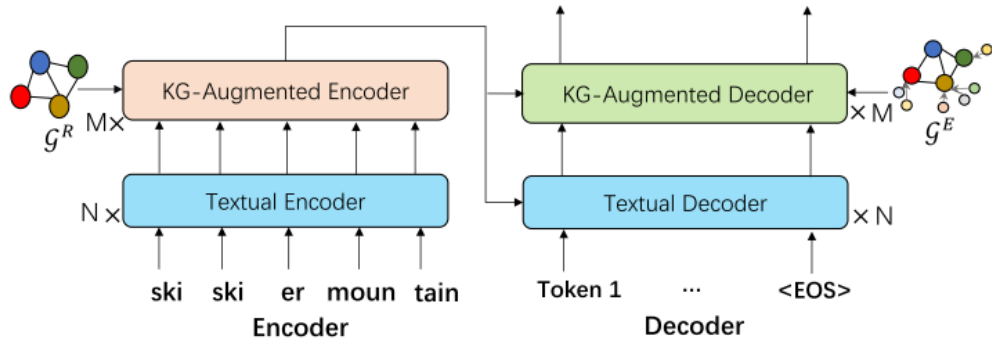 KG-Augmented Encoder
KG-Augmented Decoder
𝒢^R
M×
× M
𝒢^E
Textual Encoder
Textual Decoder
N ×
× N
ski ski er moun tain
Token 1 ... <EOS>
Encoder
Decoder